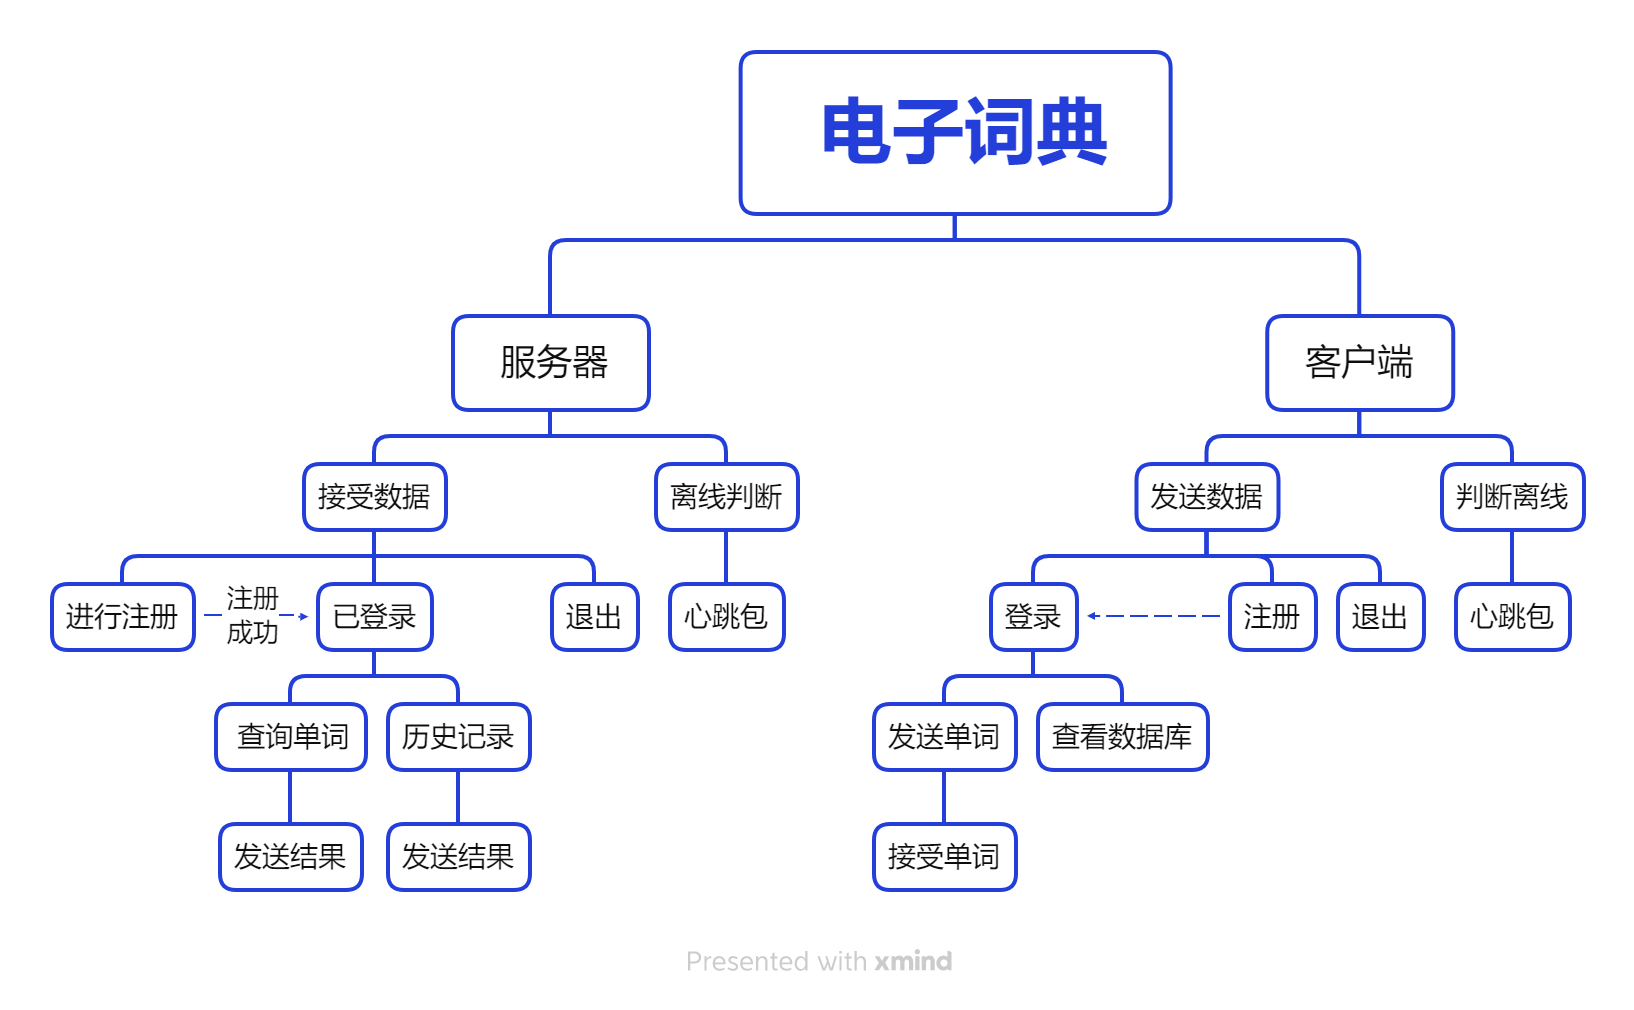 电子词典
服务器
客户端
接受数据
离线判断
发送数据
判断离线
进行注册
注册
成功
已登录
退出
心跳包
登录
注册
退出
心跳包
查询单词
历史记录
发送单词
查看数据库
发送结果
发送结果
接受单词
Presented with xmind